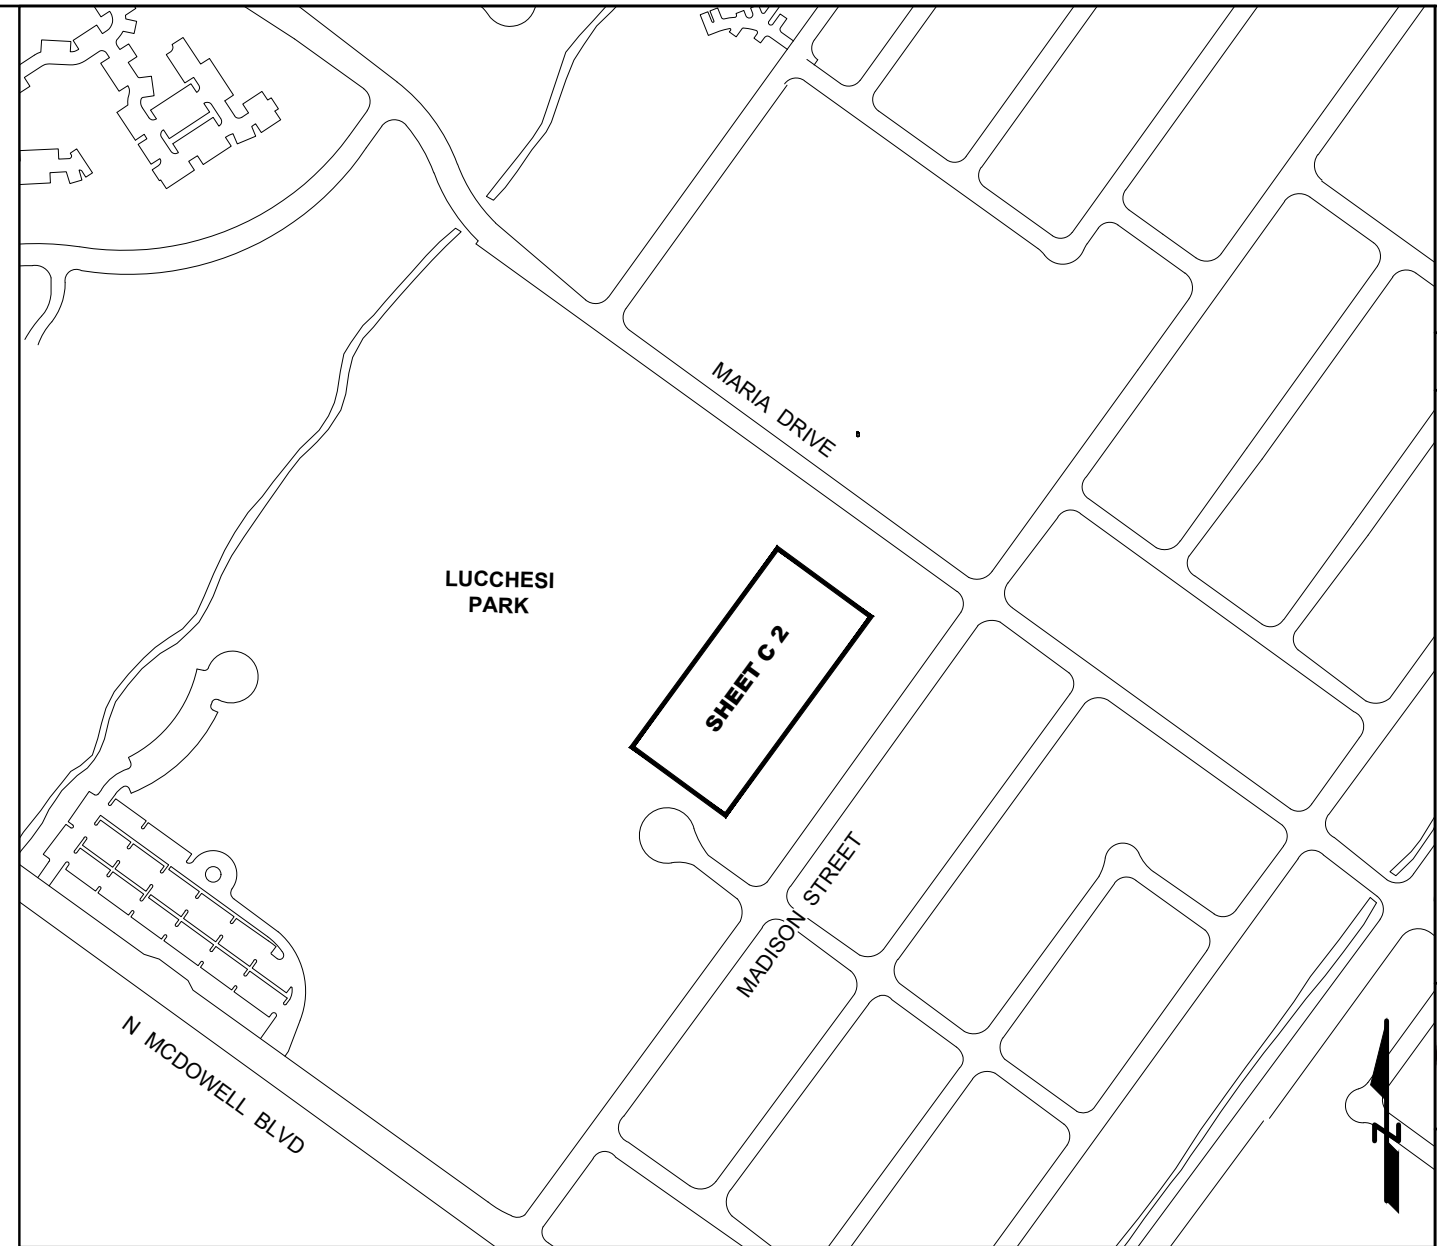 MARIA DRIVE
LUCCHESI
PARK
SHEET C 2
MADISON STREET
N MCDOWELL BLVD
N